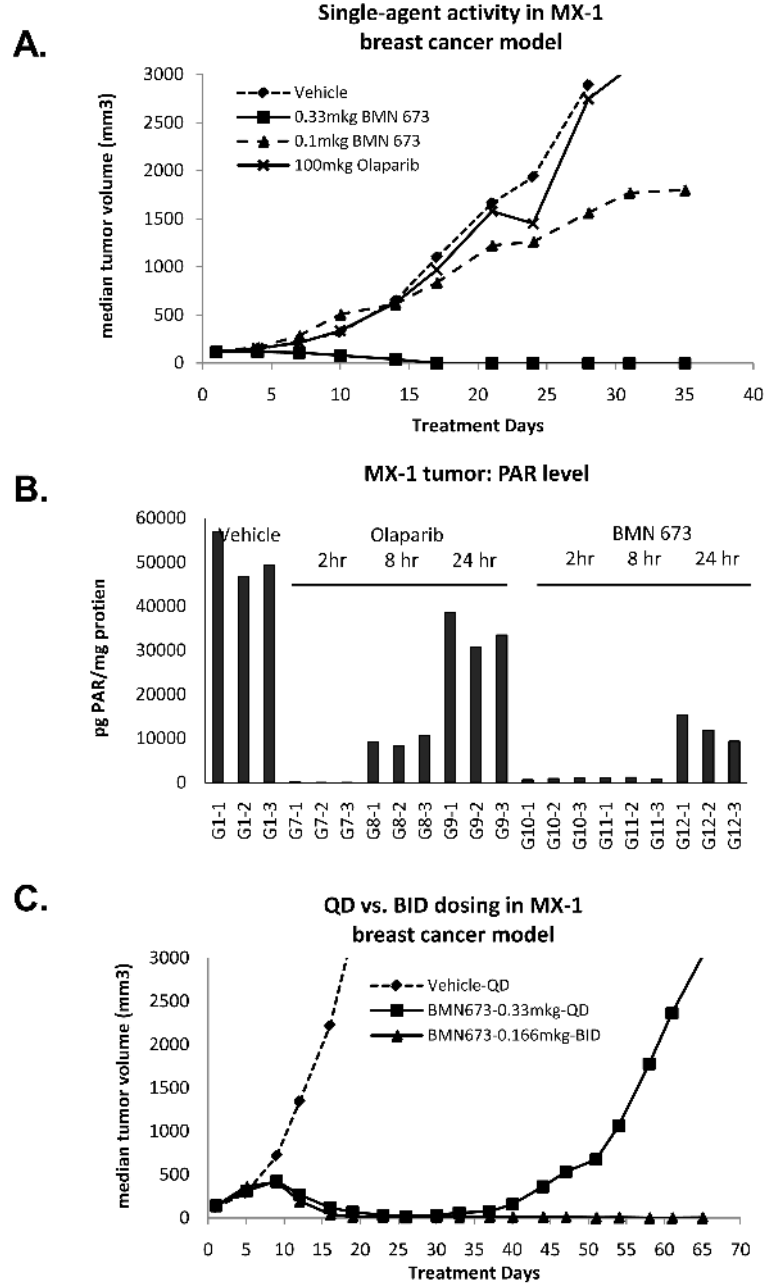 A.
Single-agent activity in MX-1
breast cancer model
median tumor volume (mm3)
3000
2500
2000
1500
1000
500
0
Vehicle
0.33mkg BMN 673
0.1mkg BMN 673
100mkg Olaparib
0 5 10 15 20 25 30 35 40
Treatment Days
B.
MX-1 tumor: PAR level
pg PAR/mg protien
60000
50000
40000
30000
20000
10000
0
Vehicle Olaparib BMN 673
2hr 8 hr 24 hr 2hr 8 hr 24 hr
G1-1 G1-2 G1-3 G7-1 G7-2 G7-3 G8-1 G8-2 G8-3 G9-1 G9-2 G9-3 G10-1 G10-2 G10-3 G11-1 G11-2 G11-3 G12-1 G12-2 G12-3
C.
QD vs. BID dosing in MX-1
breast cancer model
median tumor volume (mm3)
3000
2500
2000
1500
1000
500
0
Vehicle-QD
BMN673-0.33mkg-QD
BMN673-0.166mkg-BID
0 5 10 15 20 25 30 35 40 45 50 55 60 65 70
Treatment Days